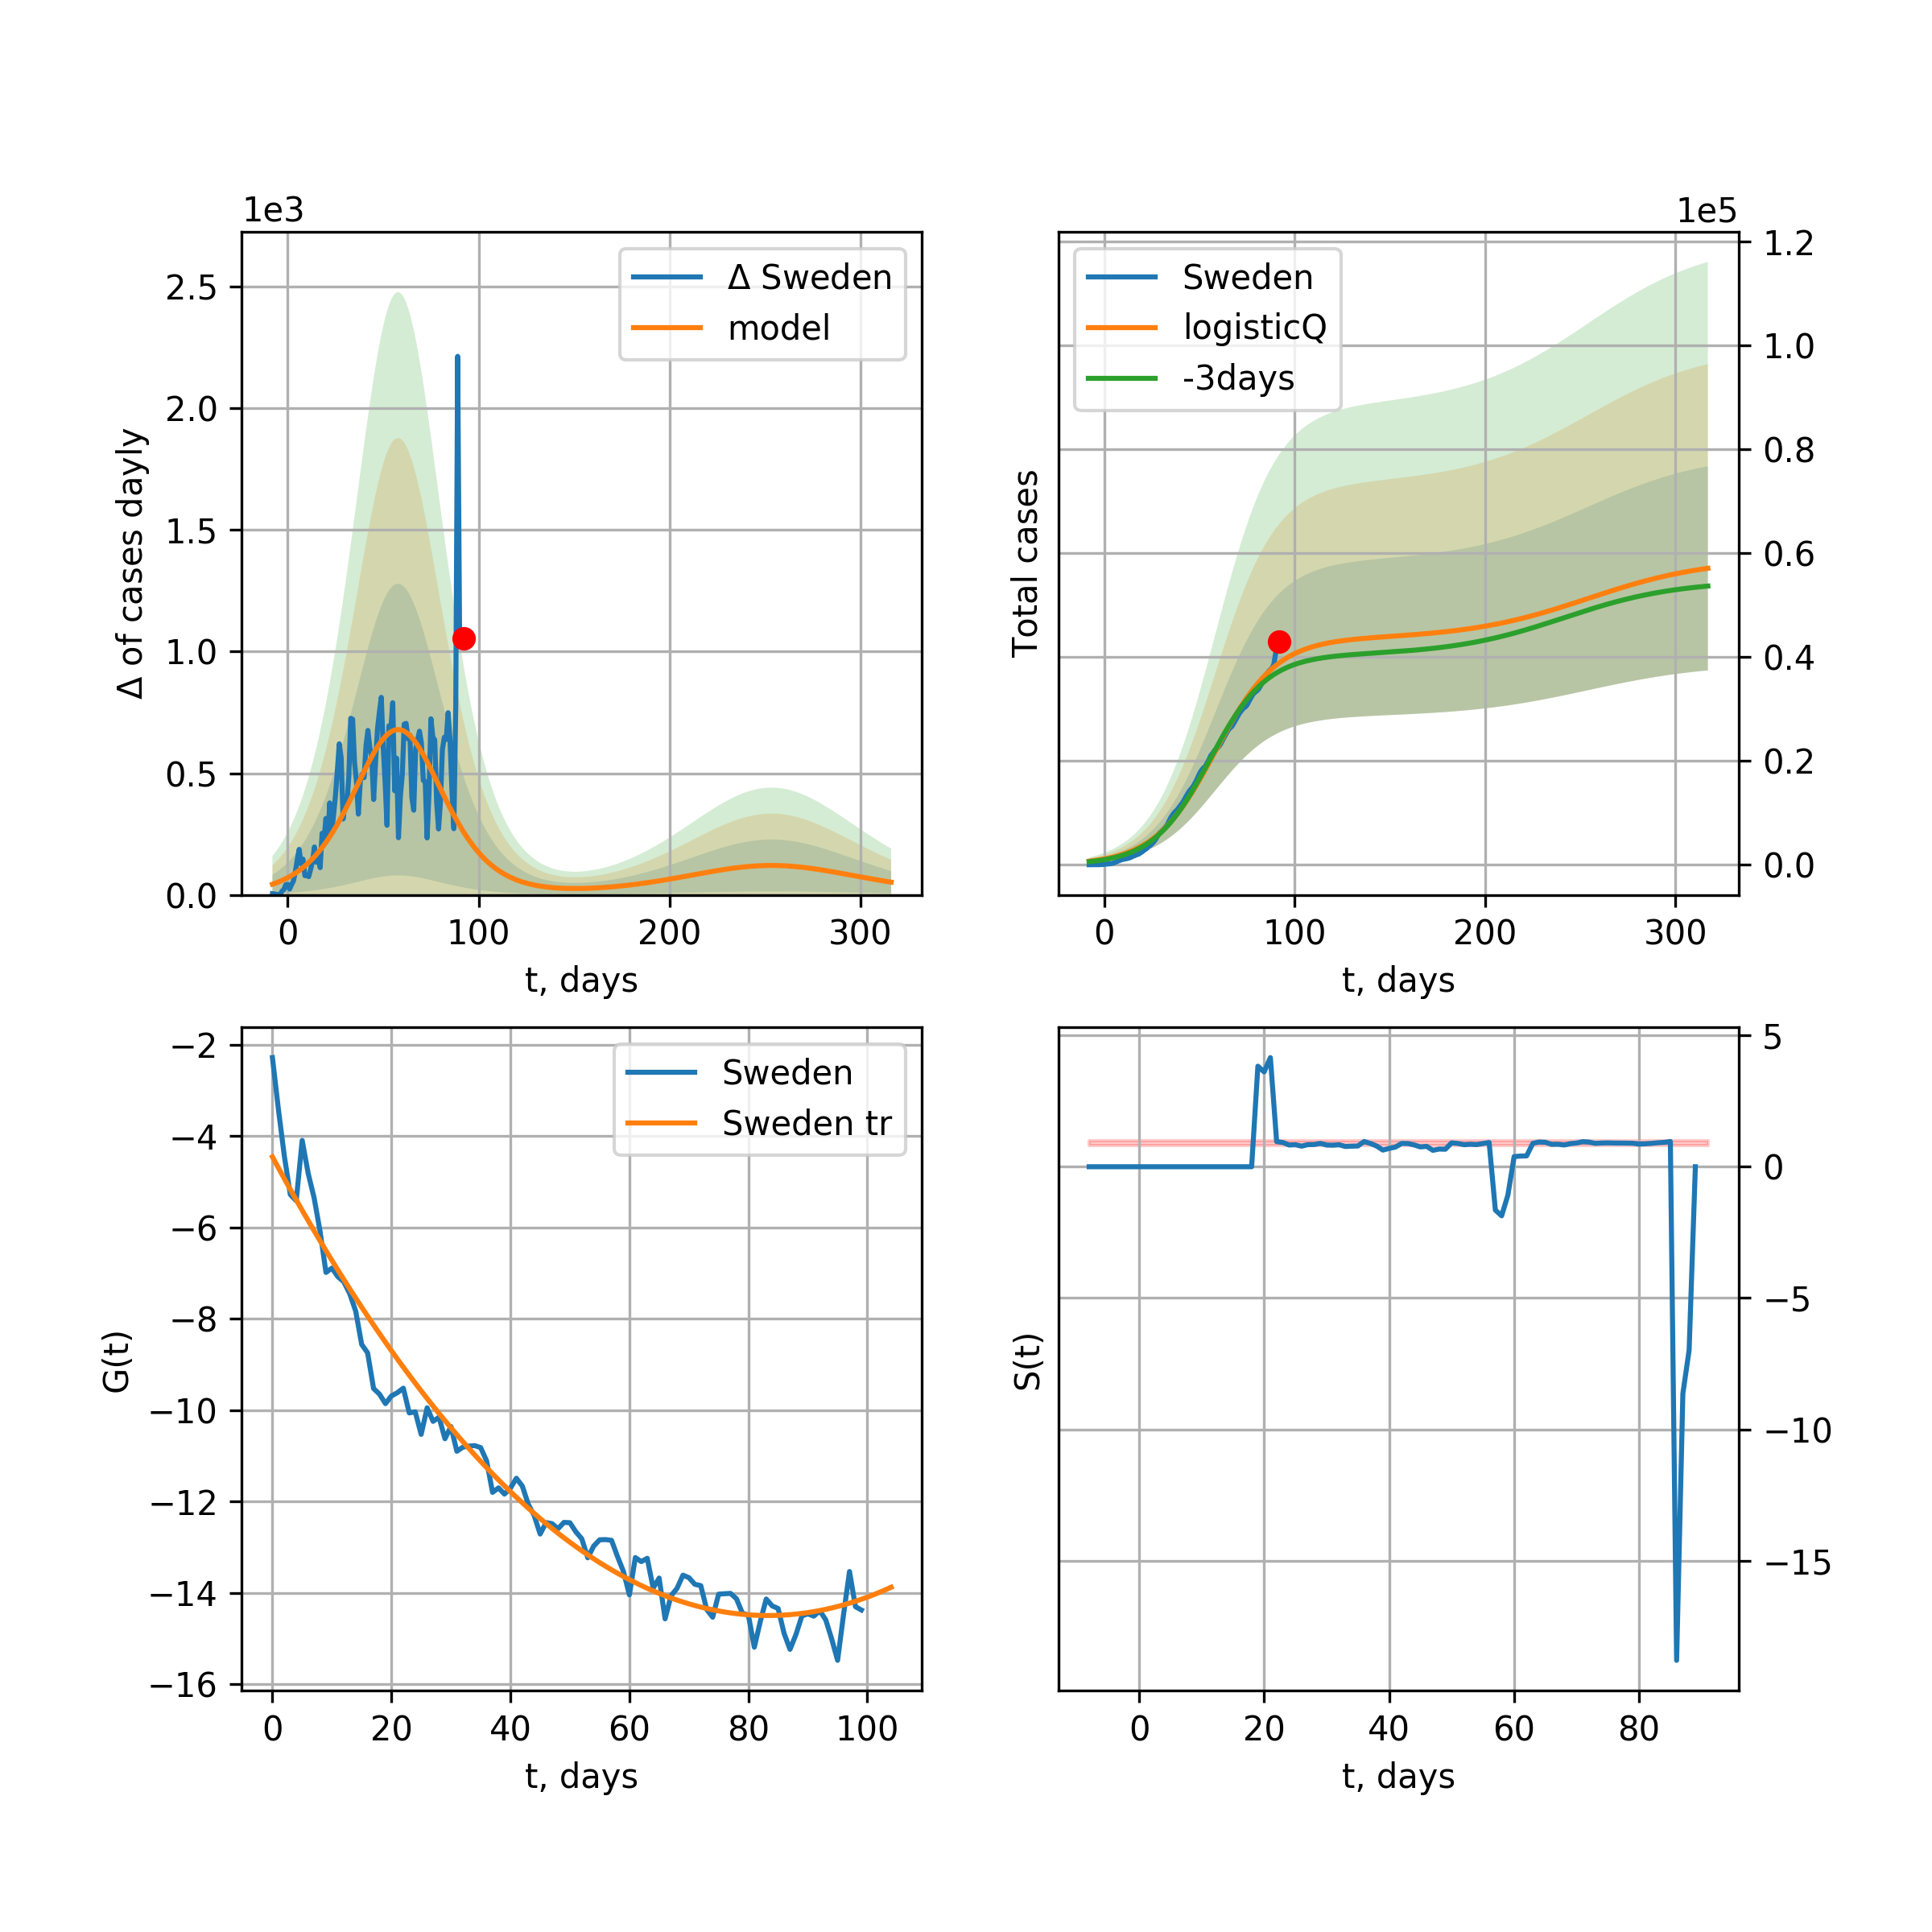 1e3
Δ of cases dayly
2.5
2.0
1.5
1.0
0.5
0.0
0 100 200 300
t, days
Δ Sweden
model
1e5
Total cases
1.2
1.0
0.8
0.6
0.4
0.2
0.0
0 100 200 300
t, days
Sweden
logisticQ
-3days
G(t)
−2
−4
−6
−8
−10
−12
−14
−16
0 20 40 60 80 100
t, days
Sweden
Sweden tr
S(t)
5
0
−5
−10
−15
0 20 40 60 80
t, days